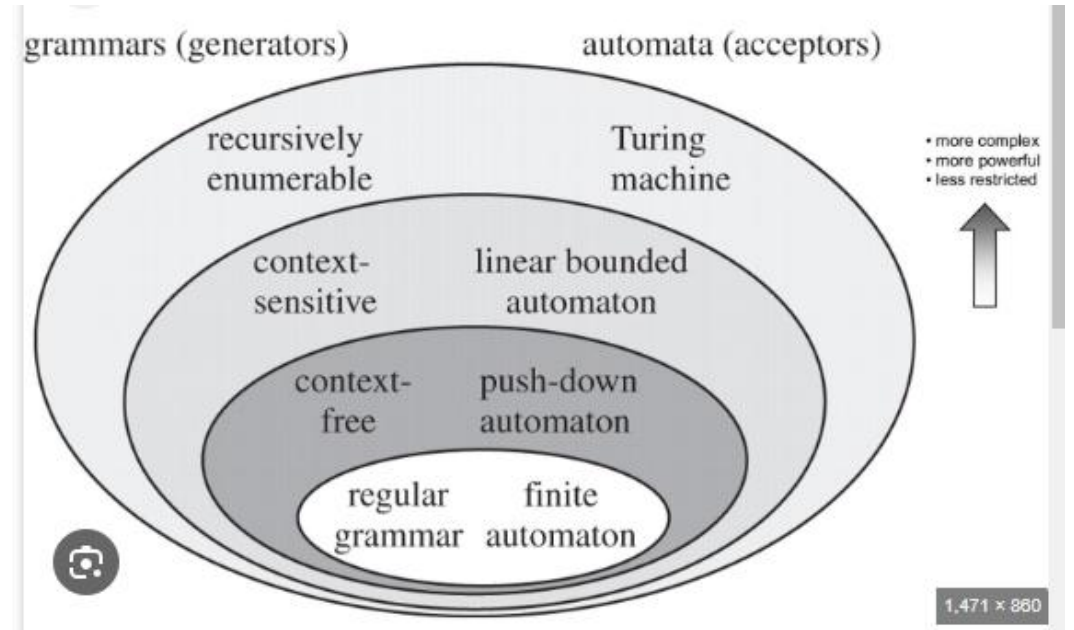 grammars (generators)
automata (acceptors)
recursively
enumerable
Turing
machine
• more complex
• more powerful
• less restricted
context-
sensitive
linear bounded
automaton
context-
free
push-down
automaton
regular
grammar
finite
automaton
1,471 × 860